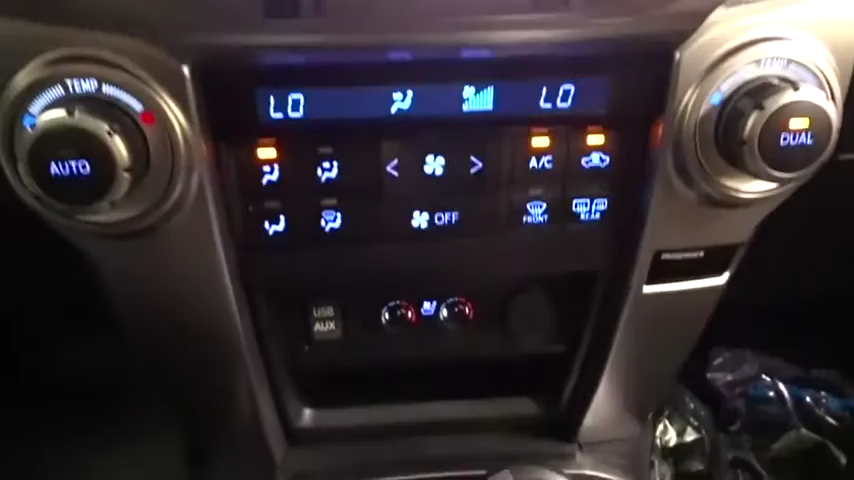 TEMP
TEMP
LO LO
AUTO
DUAL
A/C
OFF
FRONT
REAR
USB
AUX